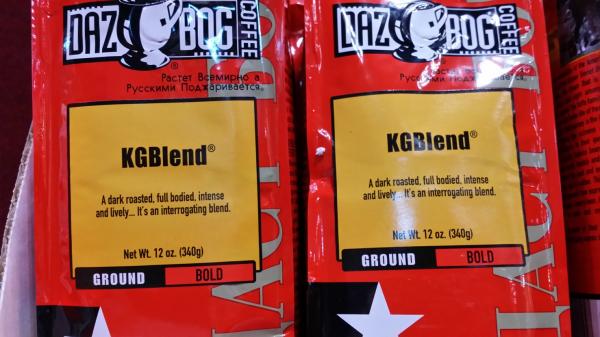 DAZ BOG COFFEE
Растет Всемирно а
Русскими Поджаривается.
KGBlend®
A dark roasted, full bodied, intense
and lively... It's an interrogating blend.
Net Wt. 12 oz. (340g)
GROUND BOLD
DAZ BOG COFFEE
Растет Всемирно а
Русскими Поджаривается.
KGBlend®
A dark roasted, full bodied, intense
and lively... It's an interrogating blend.
Net Wt. 12 oz. (340g)
GROUND BOLD